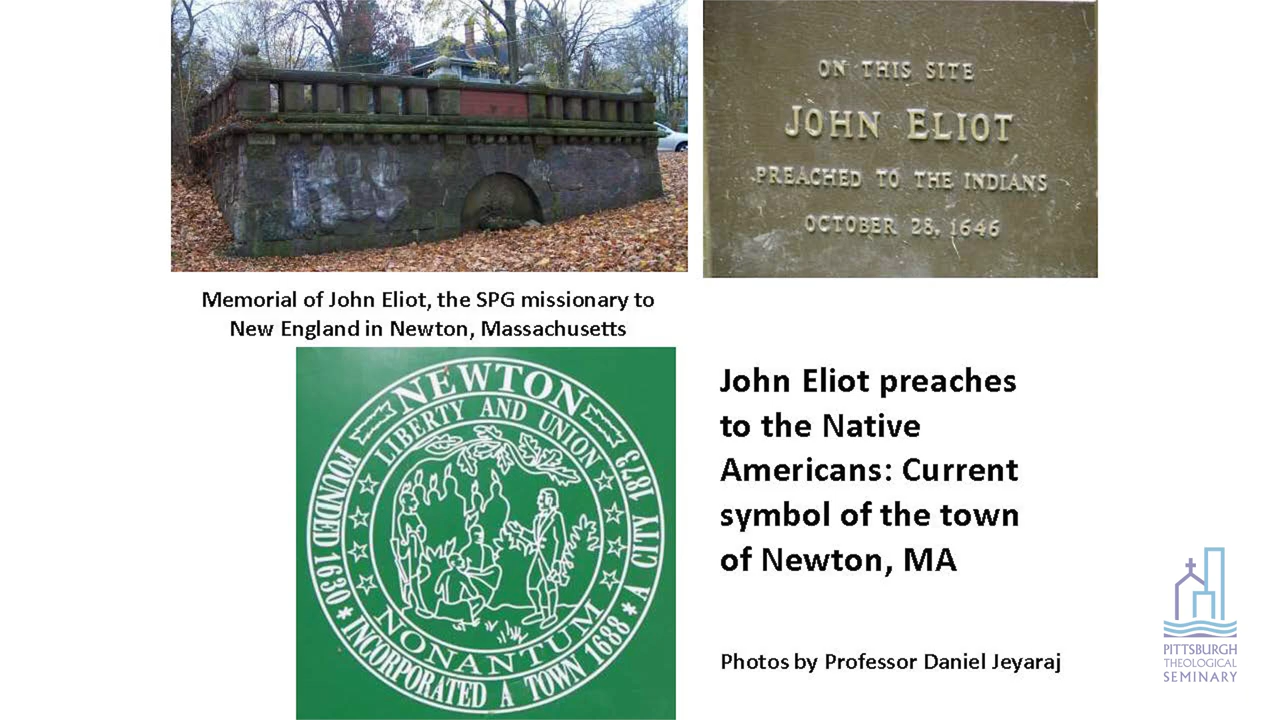 ON THIS SITE
JOHN ELIOT
PREACHED TO THE INDIANS
OCTOBER 28, 1646
Memorial of John Eliot, the SPG missionary to
New England in Newton, Massachusetts
NEWTON
LIBERTY AND UNION
FOUNDED 1630
INCORPORATED A TOWN 1688
A CITY 1873
NONANTUM
John Eliot preaches
to the Native
Americans: Current
symbol of the town
of Newton, MA
Photos by Professor Daniel Jeyaraj
PITTSBURGH
THEOLOGICAL
SEMINARY